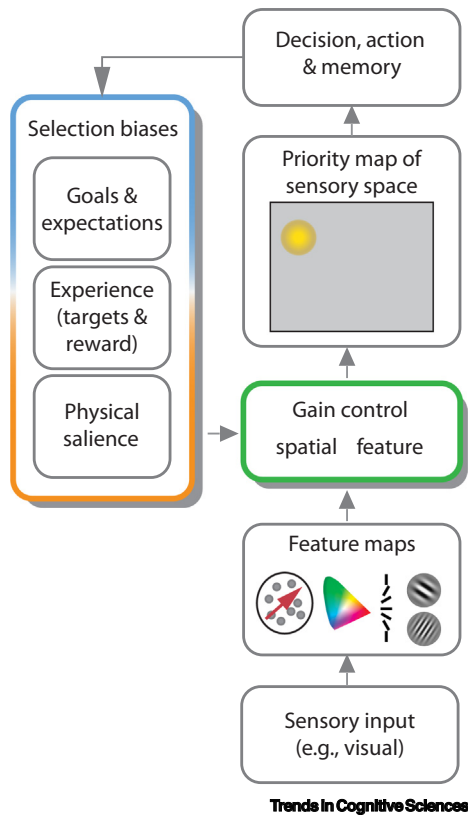 Decision, action
& memory
Selection biases
Goals &
expectations
Experience
(targets &
reward)
Physical
salience
Priority map of
sensory space
Gain control
spatial feature
Feature maps
Sensory input
(e.g., visual)
Trends in Cognitive Sciences